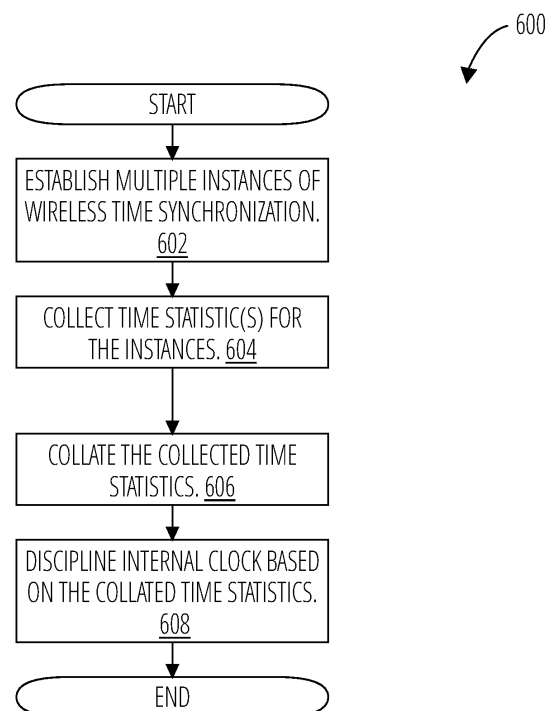 600
START
ESTABLISH MULTIPLE INSTANCES OF
WIRELESS TIME SYNCHRONIZATION.
602
COLLECT TIME STATISTIC(S) FOR
THE INSTANCES. 604
COLLATE THE COLLECTED TIME
STATISTICS. 606
DISCIPLINE INTERNAL CLOCK BASED
ON THE COLLATED TIME STATISTICS.
608
END